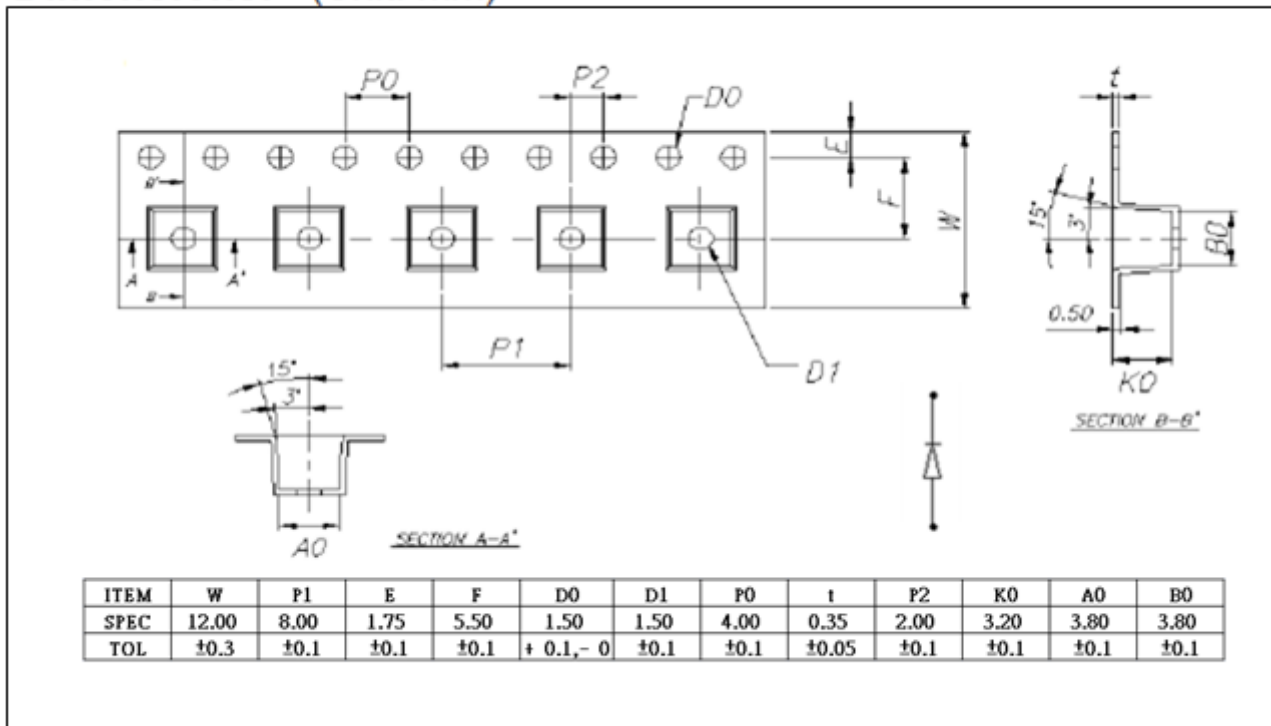 P0
P2
D0
t
E
F
W
B'
A
A'
B
15°
3°
B0
0.50
K0
P1
D1
SECTION B-B'
15°
3°
A0
SECTION A-A'
ITEM W P1 E F D0 D1 P0 t P2 K0 A0 B0
SPEC 12.00 8.00 1.75 5.50 1.50 1.50 4.00 0.35 2.00 3.20 3.80 3.80
TOL ±0.3 ±0.1 ±0.1 ±0.1 + 0.1,- 0 ±0.1 ±0.1 ±0.05 ±0.1 ±0.1 ±0.1 ±0.1